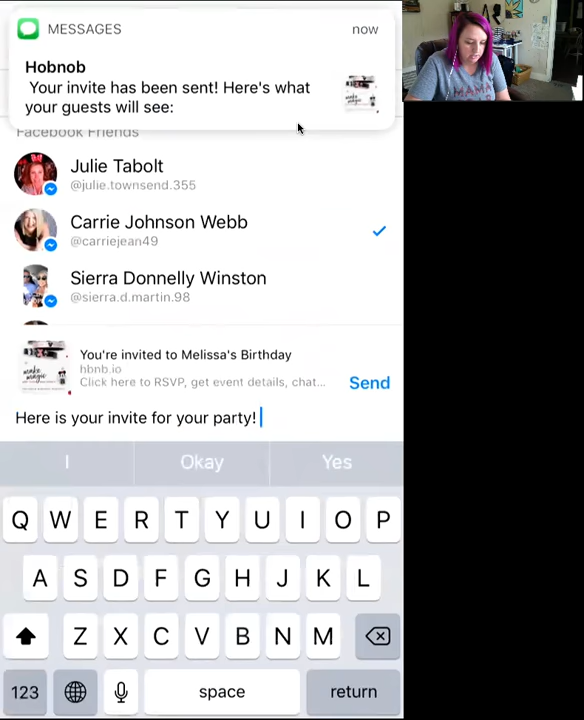 MESSAGES
now
Hobnob
Your invite has been sent! Here's what
your guests will see:
Facebook Friends
Julie Tabolt
@julie.townsend.355
Carrie Johnson Webb
@carriejean49
Sierra Donnelly Winston
@sierra.d.martin.98
You're invited to Melissa's Birthday
hbnb.io
Click here to RSVP, get event details, chat...
Send
make
magic
Here is your invite for your party!
I
Okay
Yes
Q W E R T Y U I O P
A S D F G H J K L
Z X C V B N M
123
space
return
MAMA